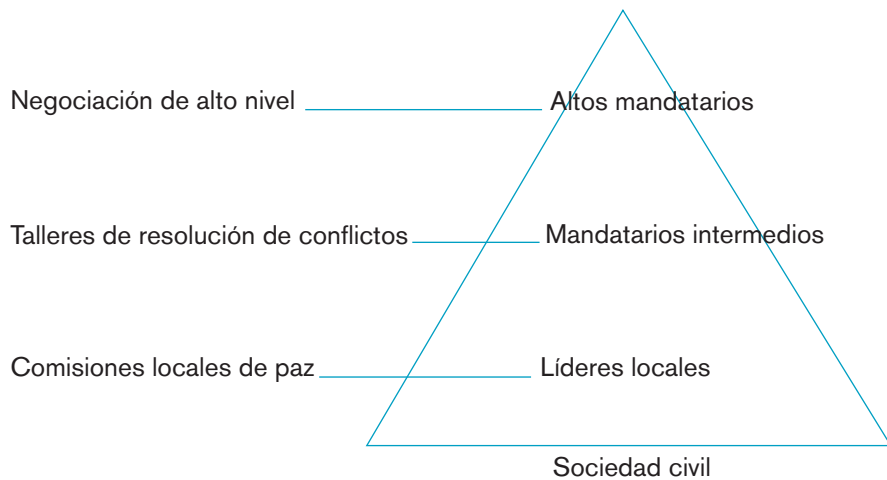 Negociación de alto nivel Altos mandatarios
Talleres de resolución de conflictos Mandatarios intermedios
Comisiones locales de paz Líderes locales
Sociedad civil